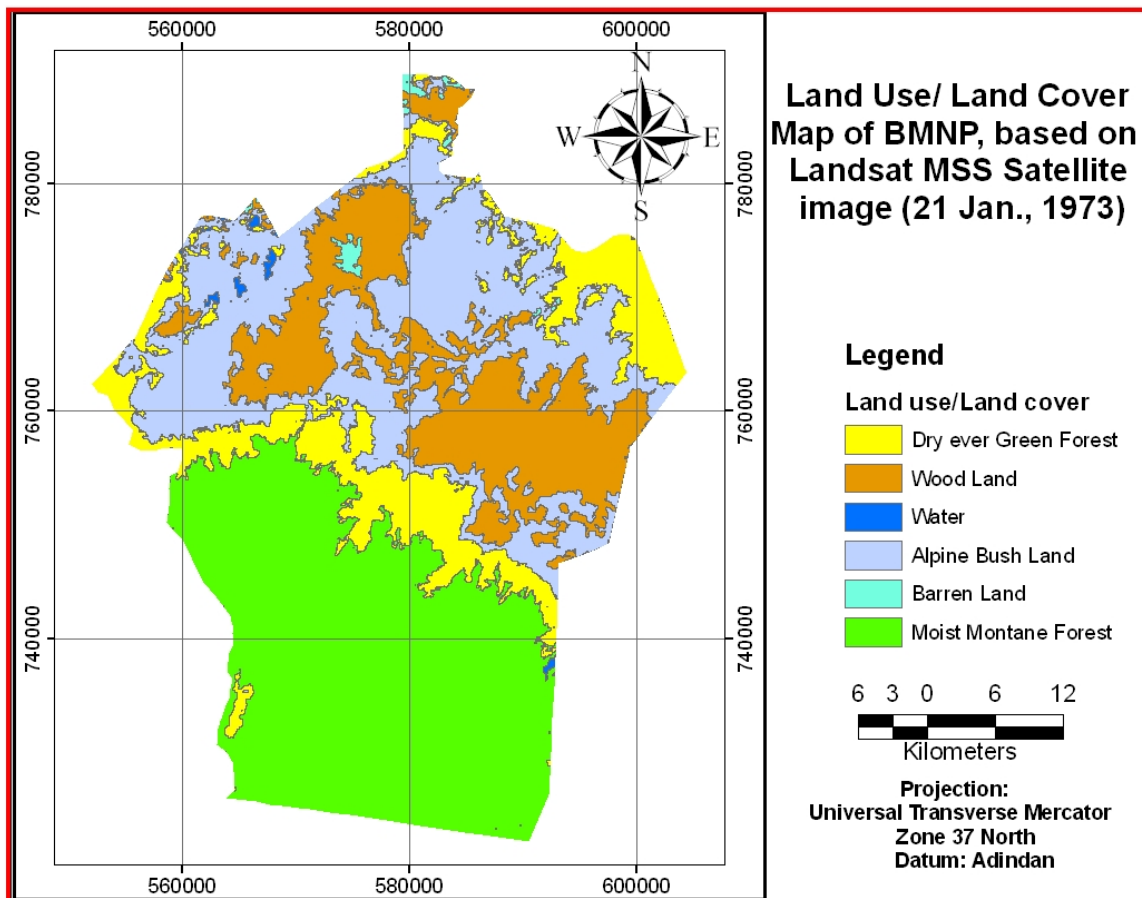 560000 580000 600000
N
W E
S
780000 780000
760000 760000
740000 740000
560000 580000 600000
Land Use/ Land Cover
Map of BMNP, based on
Landsat MSS Satellite
image (21 Jan., 1973)
Legend
Land use/Land cover
Dry ever Green Forest
Wood Land
Water
Alpine Bush Land
Barren Land
Moist Montane Forest
6 3 0 6 12
Kilometers
Projection:
Universal Transverse Mercator
Zone 37 North
Datum: Adindan